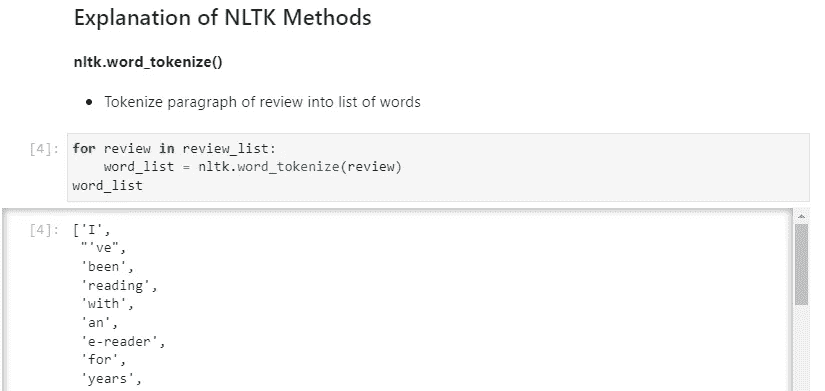 Explanation of NLTK Methods
nltk.word_tokenize()
• Tokenize paragraph of review into list of words
[4]: for review in review_list:
    word_list = nltk.word_tokenize(review)
word_list
[4]: ['I',
 "'ve",
 'been',
 'reading',
 'with',
 'an',
 'e-reader',
 'for',
 'years',